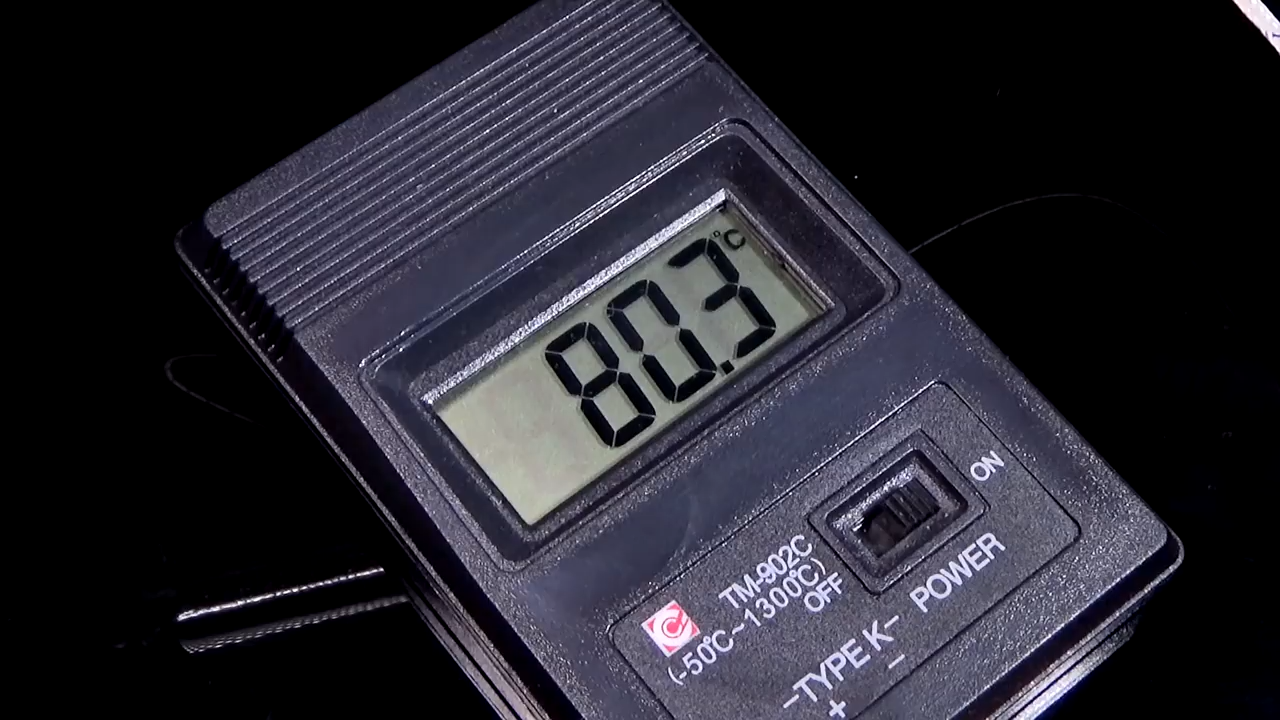 80.3 °C
ON
TM-902C
(-50℃~1300℃)
OFF
POWER
-TYPE K-
+ -